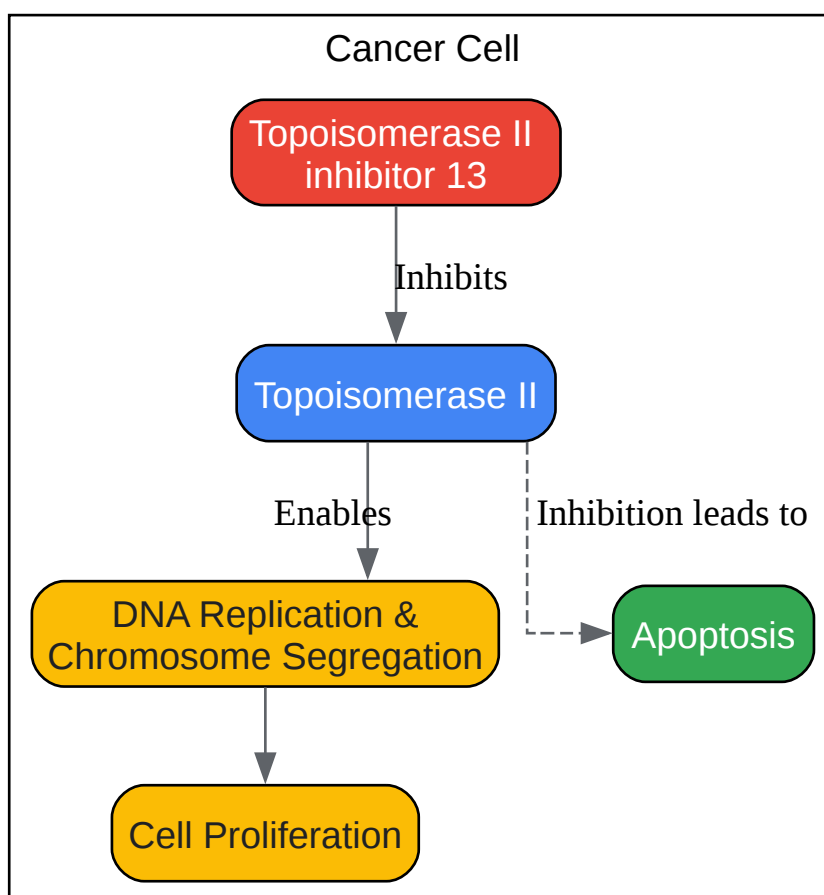 Cancer Cell
Topoisomerase II
inhibitor 13
Inhibits
Topoisomerase II
Enables
Inhibition leads to
DNA Replication &
Chromosome Segregation
Apoptosis
Cell Proliferation